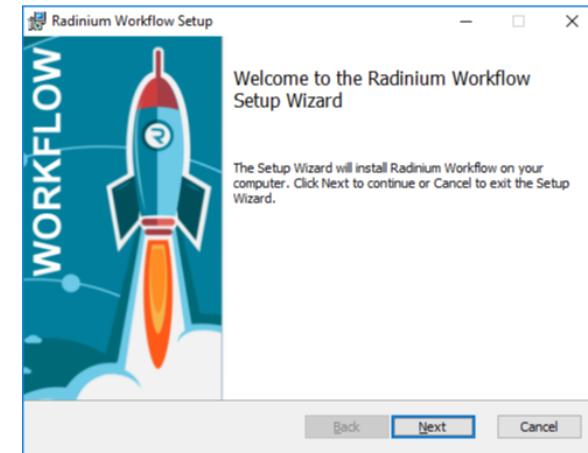 Radinium Workflow Setup
WORKFLOW
R
Welcome to the Radinium Workflow
Setup Wizard
The Setup Wizard will install Radinium Workflow on your
computer. Click Next to continue or Cancel to exit the Setup
Wizard.
Back
Next
Cancel